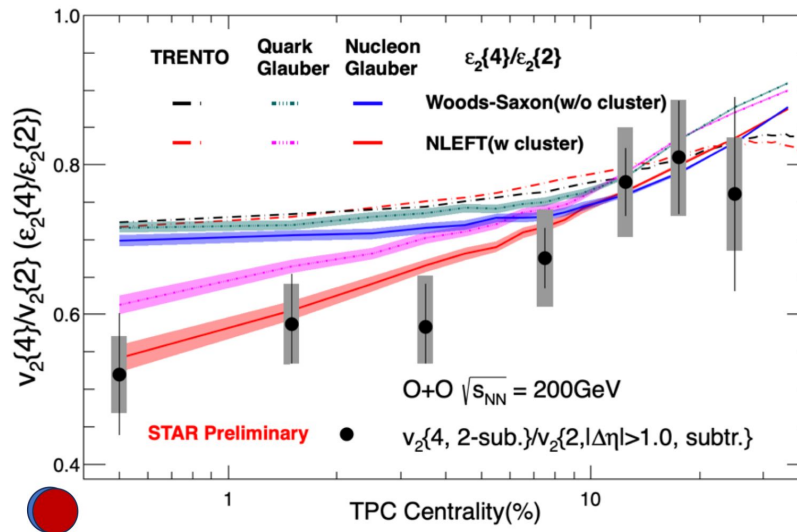 1.0
0.8
0.6
0.4
v₂{4}/v₂{2} (ε₂{4}/ε₂{2})
TRENTO Quark Glauber Nucleon Glauber ε₂{4}/ε₂{2}
Woods-Saxon(w/o cluster)
NLEFT(w cluster)
O+O √s_NN = 200GeV
STAR Preliminary
v₂{4, 2-sub.}/v₂{2,|Δη|>1.0, subtr.}
1 10
TPC Centrality(%)